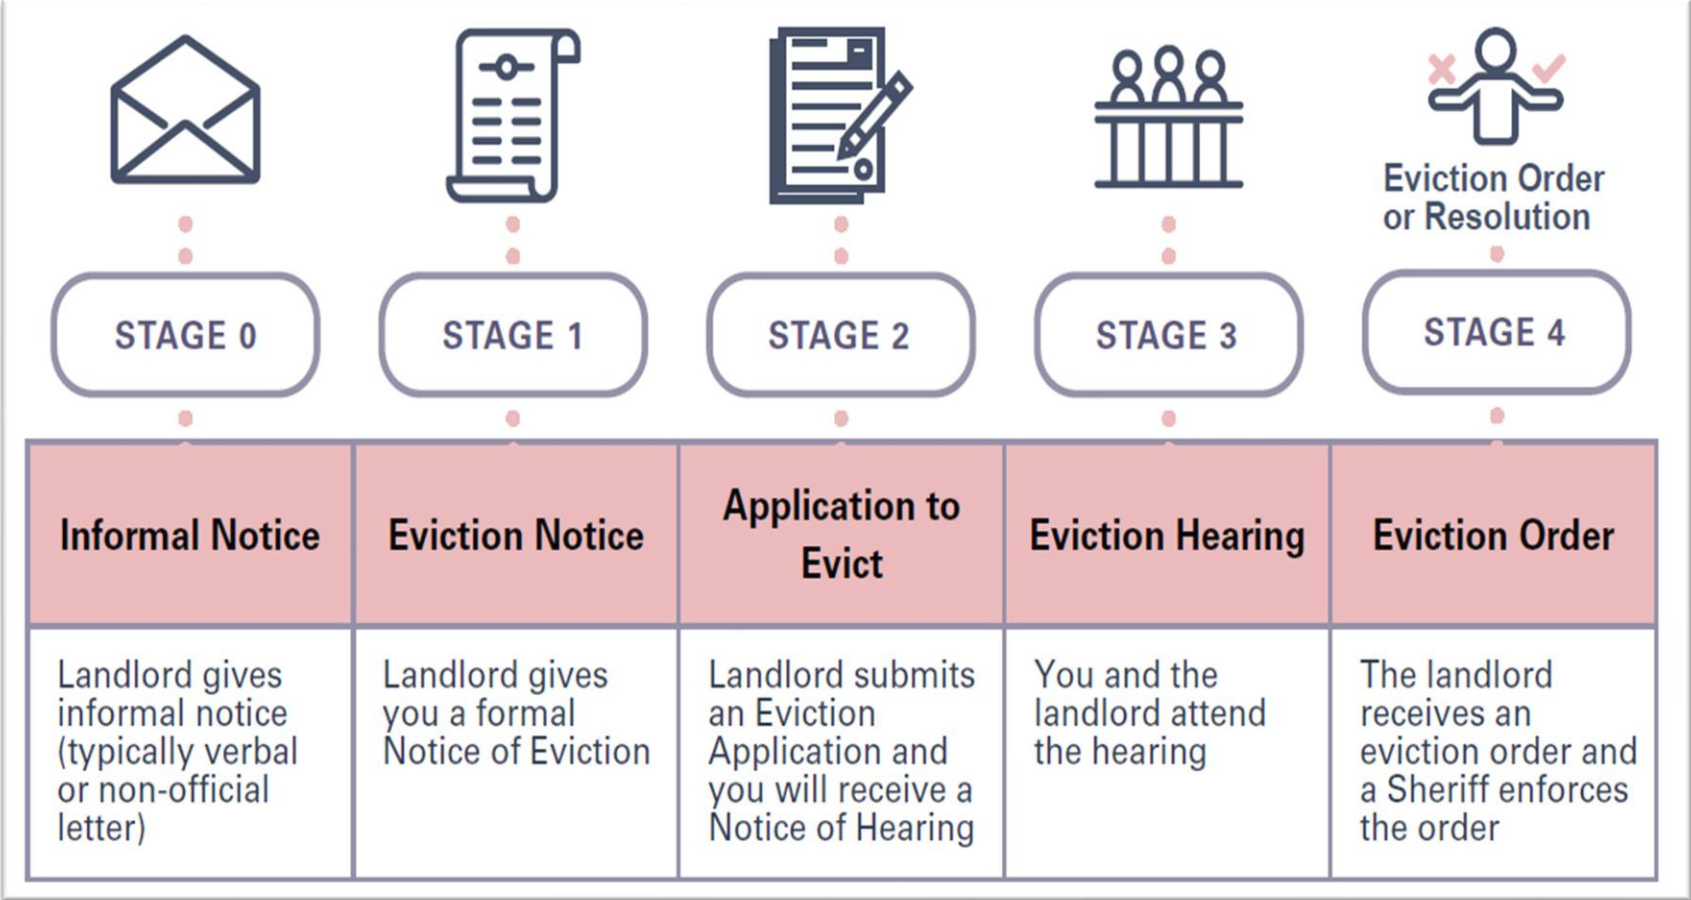 Eviction Order
or Resolution
STAGE 0
STAGE 1
STAGE 2
STAGE 3
STAGE 4
Informal Notice
Eviction Notice
Application to
Evict
Eviction Hearing
Eviction Order
Landlord gives
informal notice
(typically verbal
or non-official
letter)
Landlord gives
you a formal
Notice of Eviction
Landlord submits
an Eviction
Application and
you will receive a
Notice of Hearing
You and the
landlord attend
the hearing
The landlord
receives an
eviction order and
a Sheriff enforces
the order